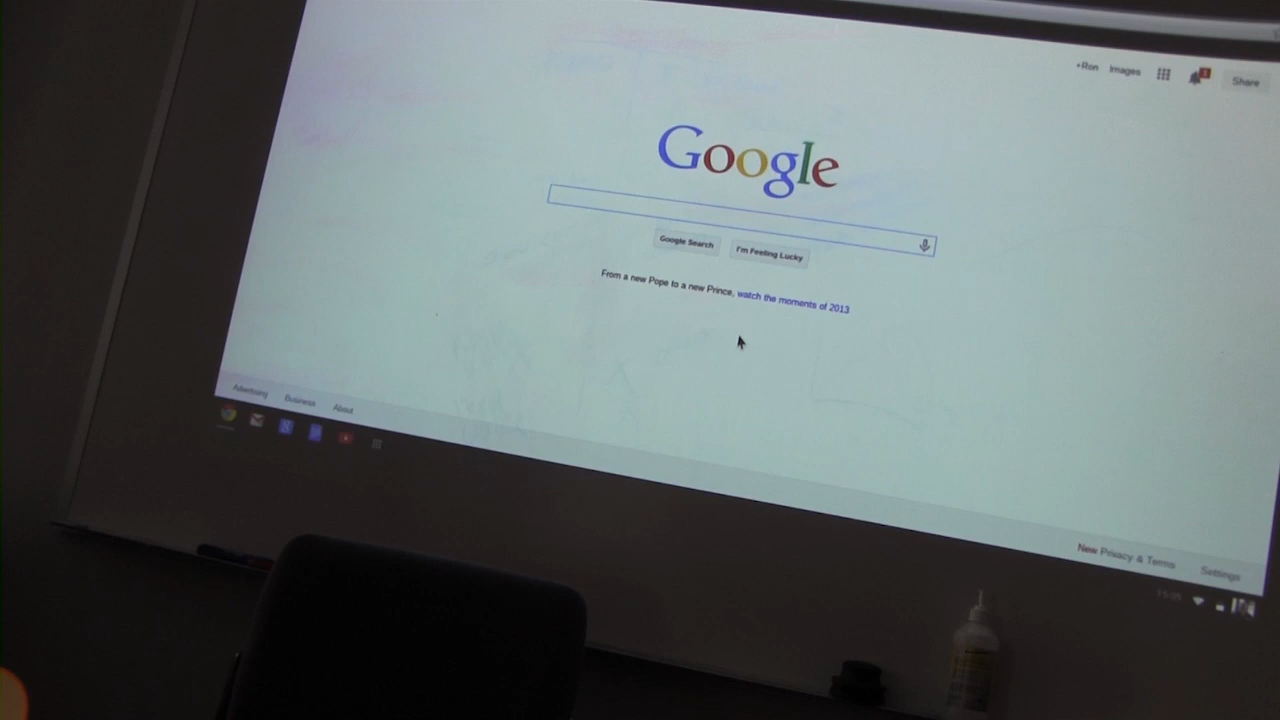 +Ron Images Share
Google
Google Search I'm Feeling Lucky
From a new Pope to a new Prince, watch the moments of 2013
Advertising Business About
New Privacy & Terms Settings